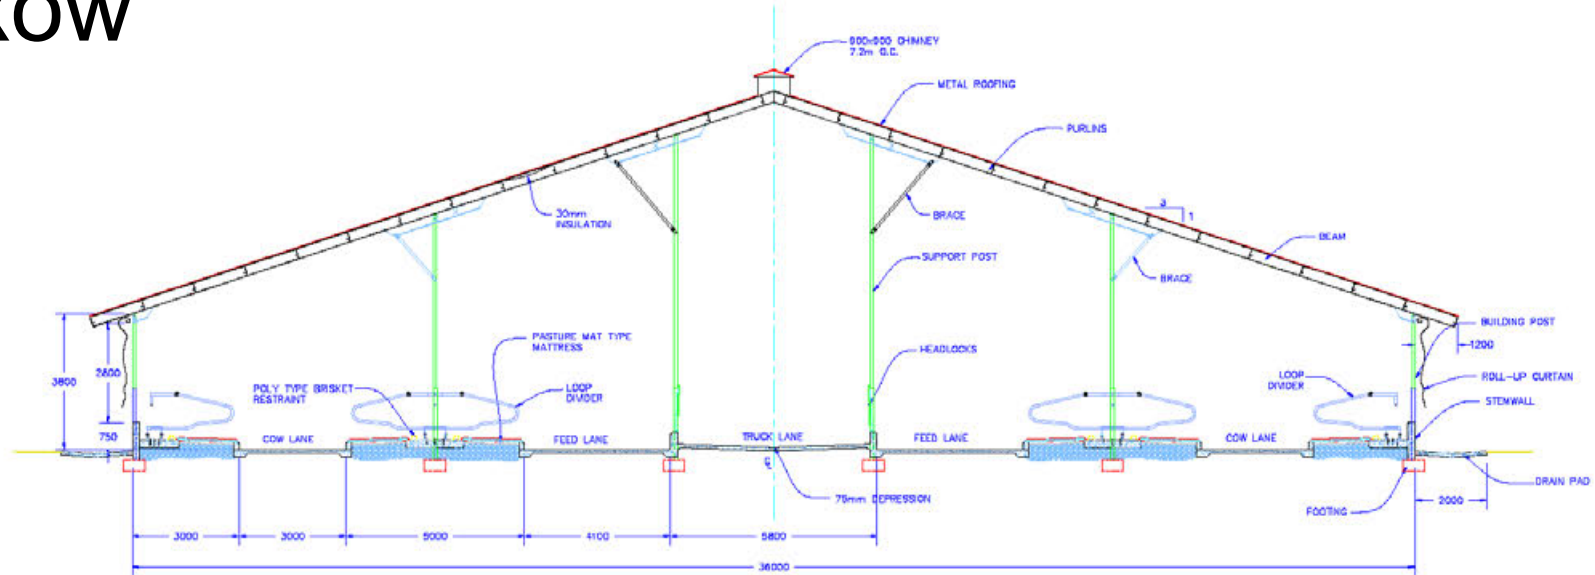 KOW
900x900 CHIMNEY
7.2m O.C.
METAL ROOFING
PURLINS
30mm
INSULATION
BRACE
3
1
BEAM
SUPPORT POST
BRACE
BUILDING POST
1200
PASTURE MAT TYPE
MATTRESS
HEADLOCKS
3800
2800
POLY TYPE BRISKET
RESTRAINT
LOOP
DIVIDER
LOOP
DIVIDER
ROLL-UP CURTAIN
STEMWALL
750
COW LANE
FEED LANE
TRUCK LANE
FEED LANE
COW LANE
75mm DEPRESSION
DRAIN PAD
2000
FOOTING
3000
3000
5000
4100
5800
36000